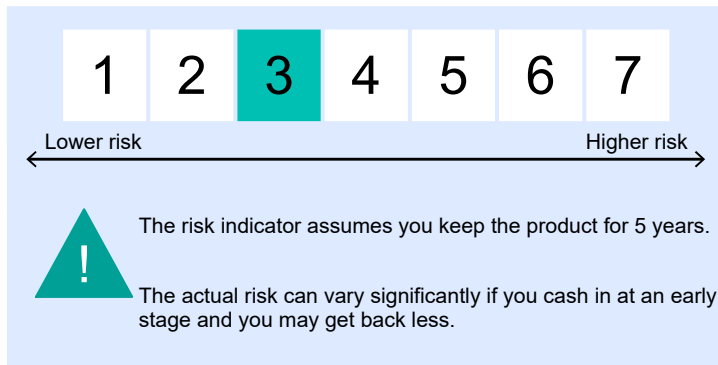 1 2 3 4 5 6 7
Lower risk Higher risk
! The risk indicator assumes you keep the product for 5 years.
The actual risk can vary significantly if you cash in at an early
stage and you may get back less.